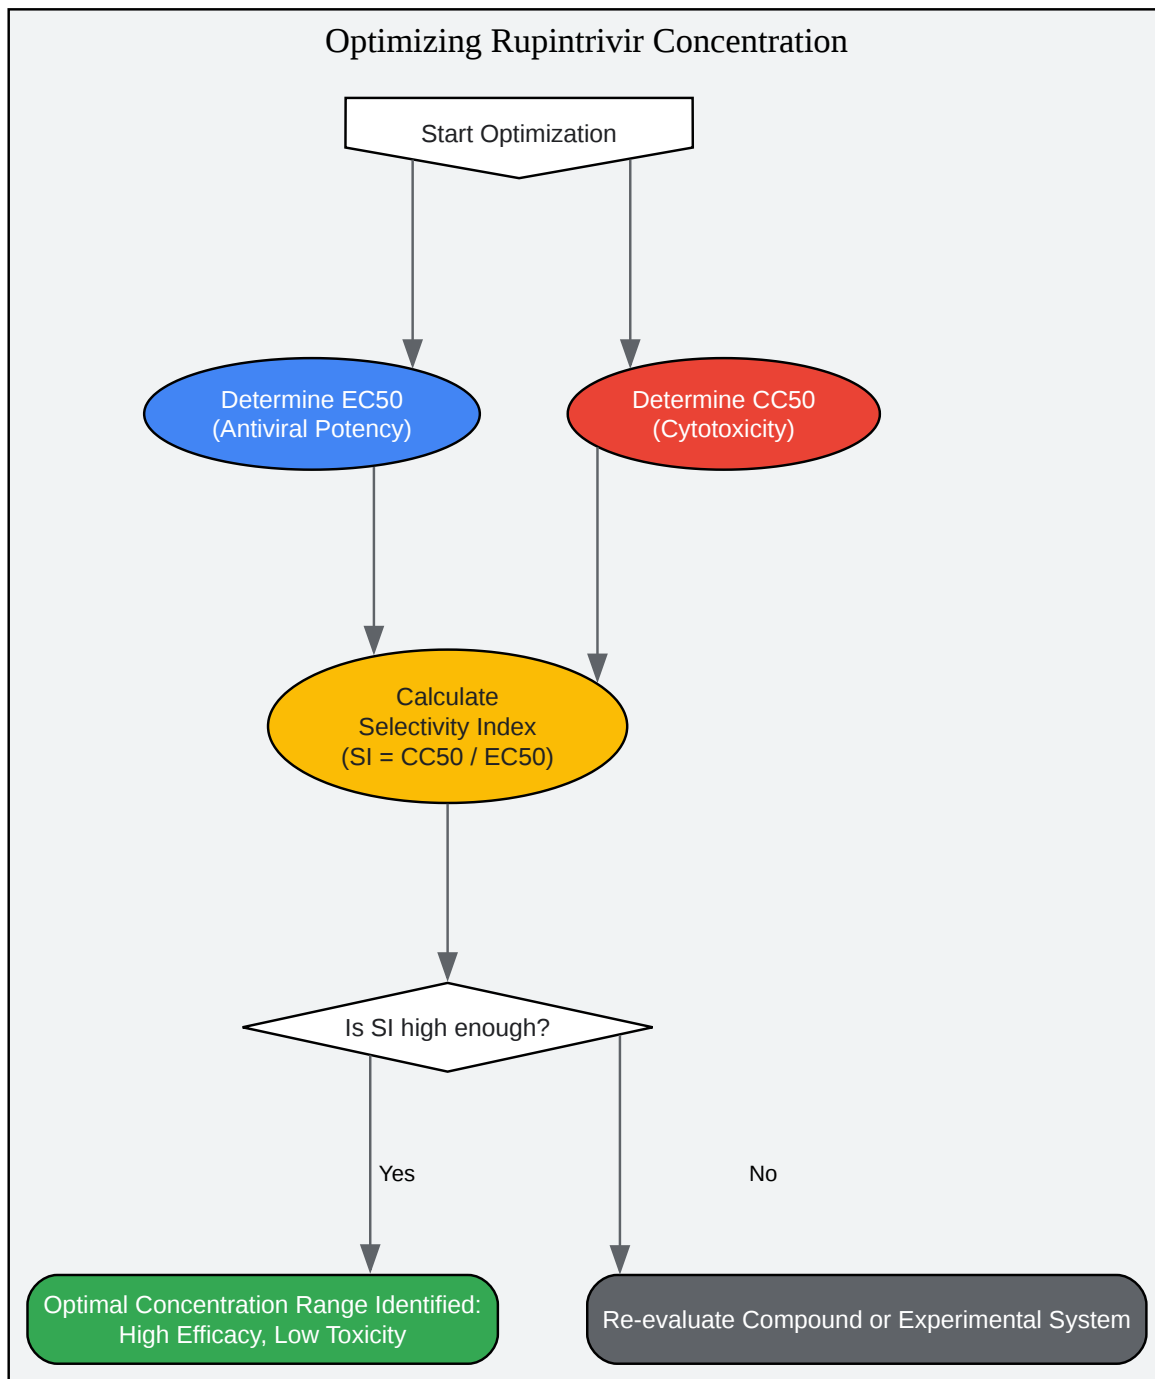 Optimizing Rupintrivir Concentration
Start Optimization
Determine EC50
(Antiviral Potency)
Determine CC50
(Cytotoxicity)
Calculate
Selectivity Index
(SI = CC50 / EC50)
Is SI high enough?
Yes
No
Optimal Concentration Range Identified:
High Efficacy, Low Toxicity
Re-evaluate Compound or Experimental System